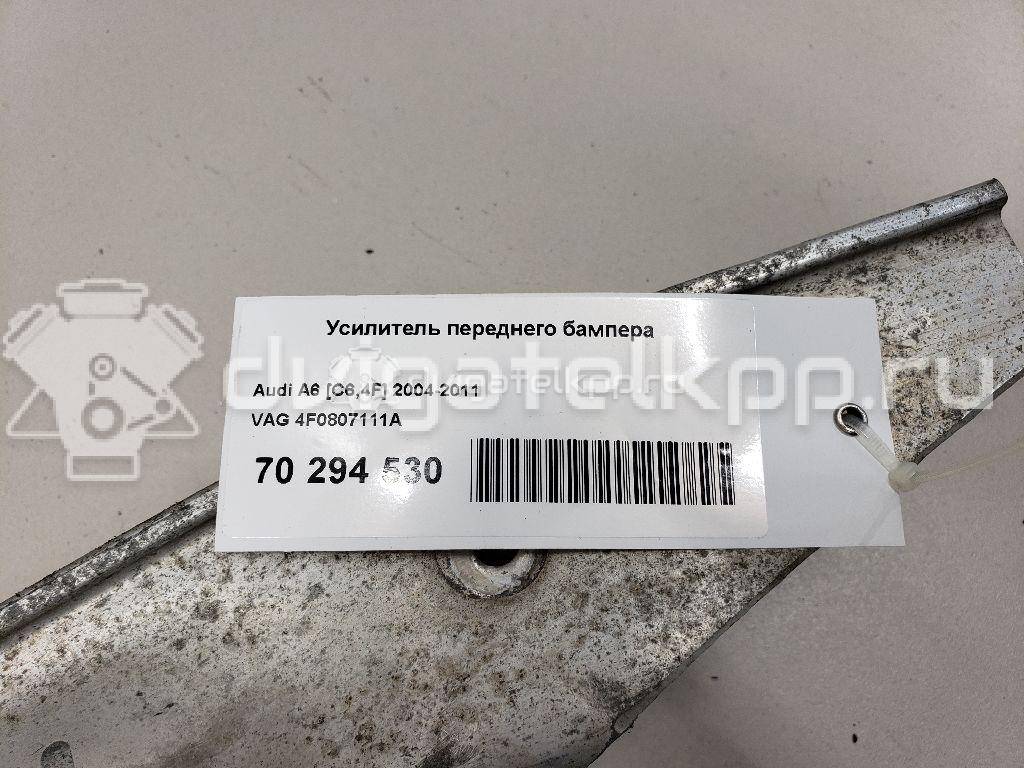 Усилитель переднего бампера
Audi A6 [C6,4F] 2004-2011
VAG 4F0807111A
70 294 530
dvigatelkpp.ru